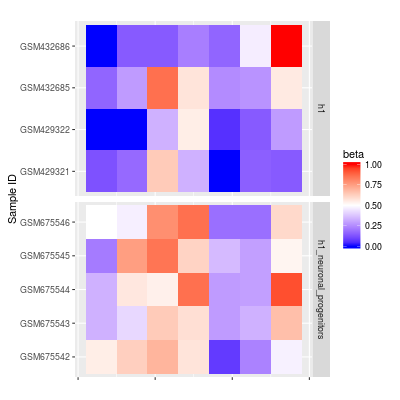 GSM432686
GSM432685
GSM429322
GSM429321
h1
GSM675546
GSM675545
GSM675544
GSM675543
GSM675542
h1_neuronal_progenitors
Sample ID
beta
1.00
0.75
0.50
0.25
0.00